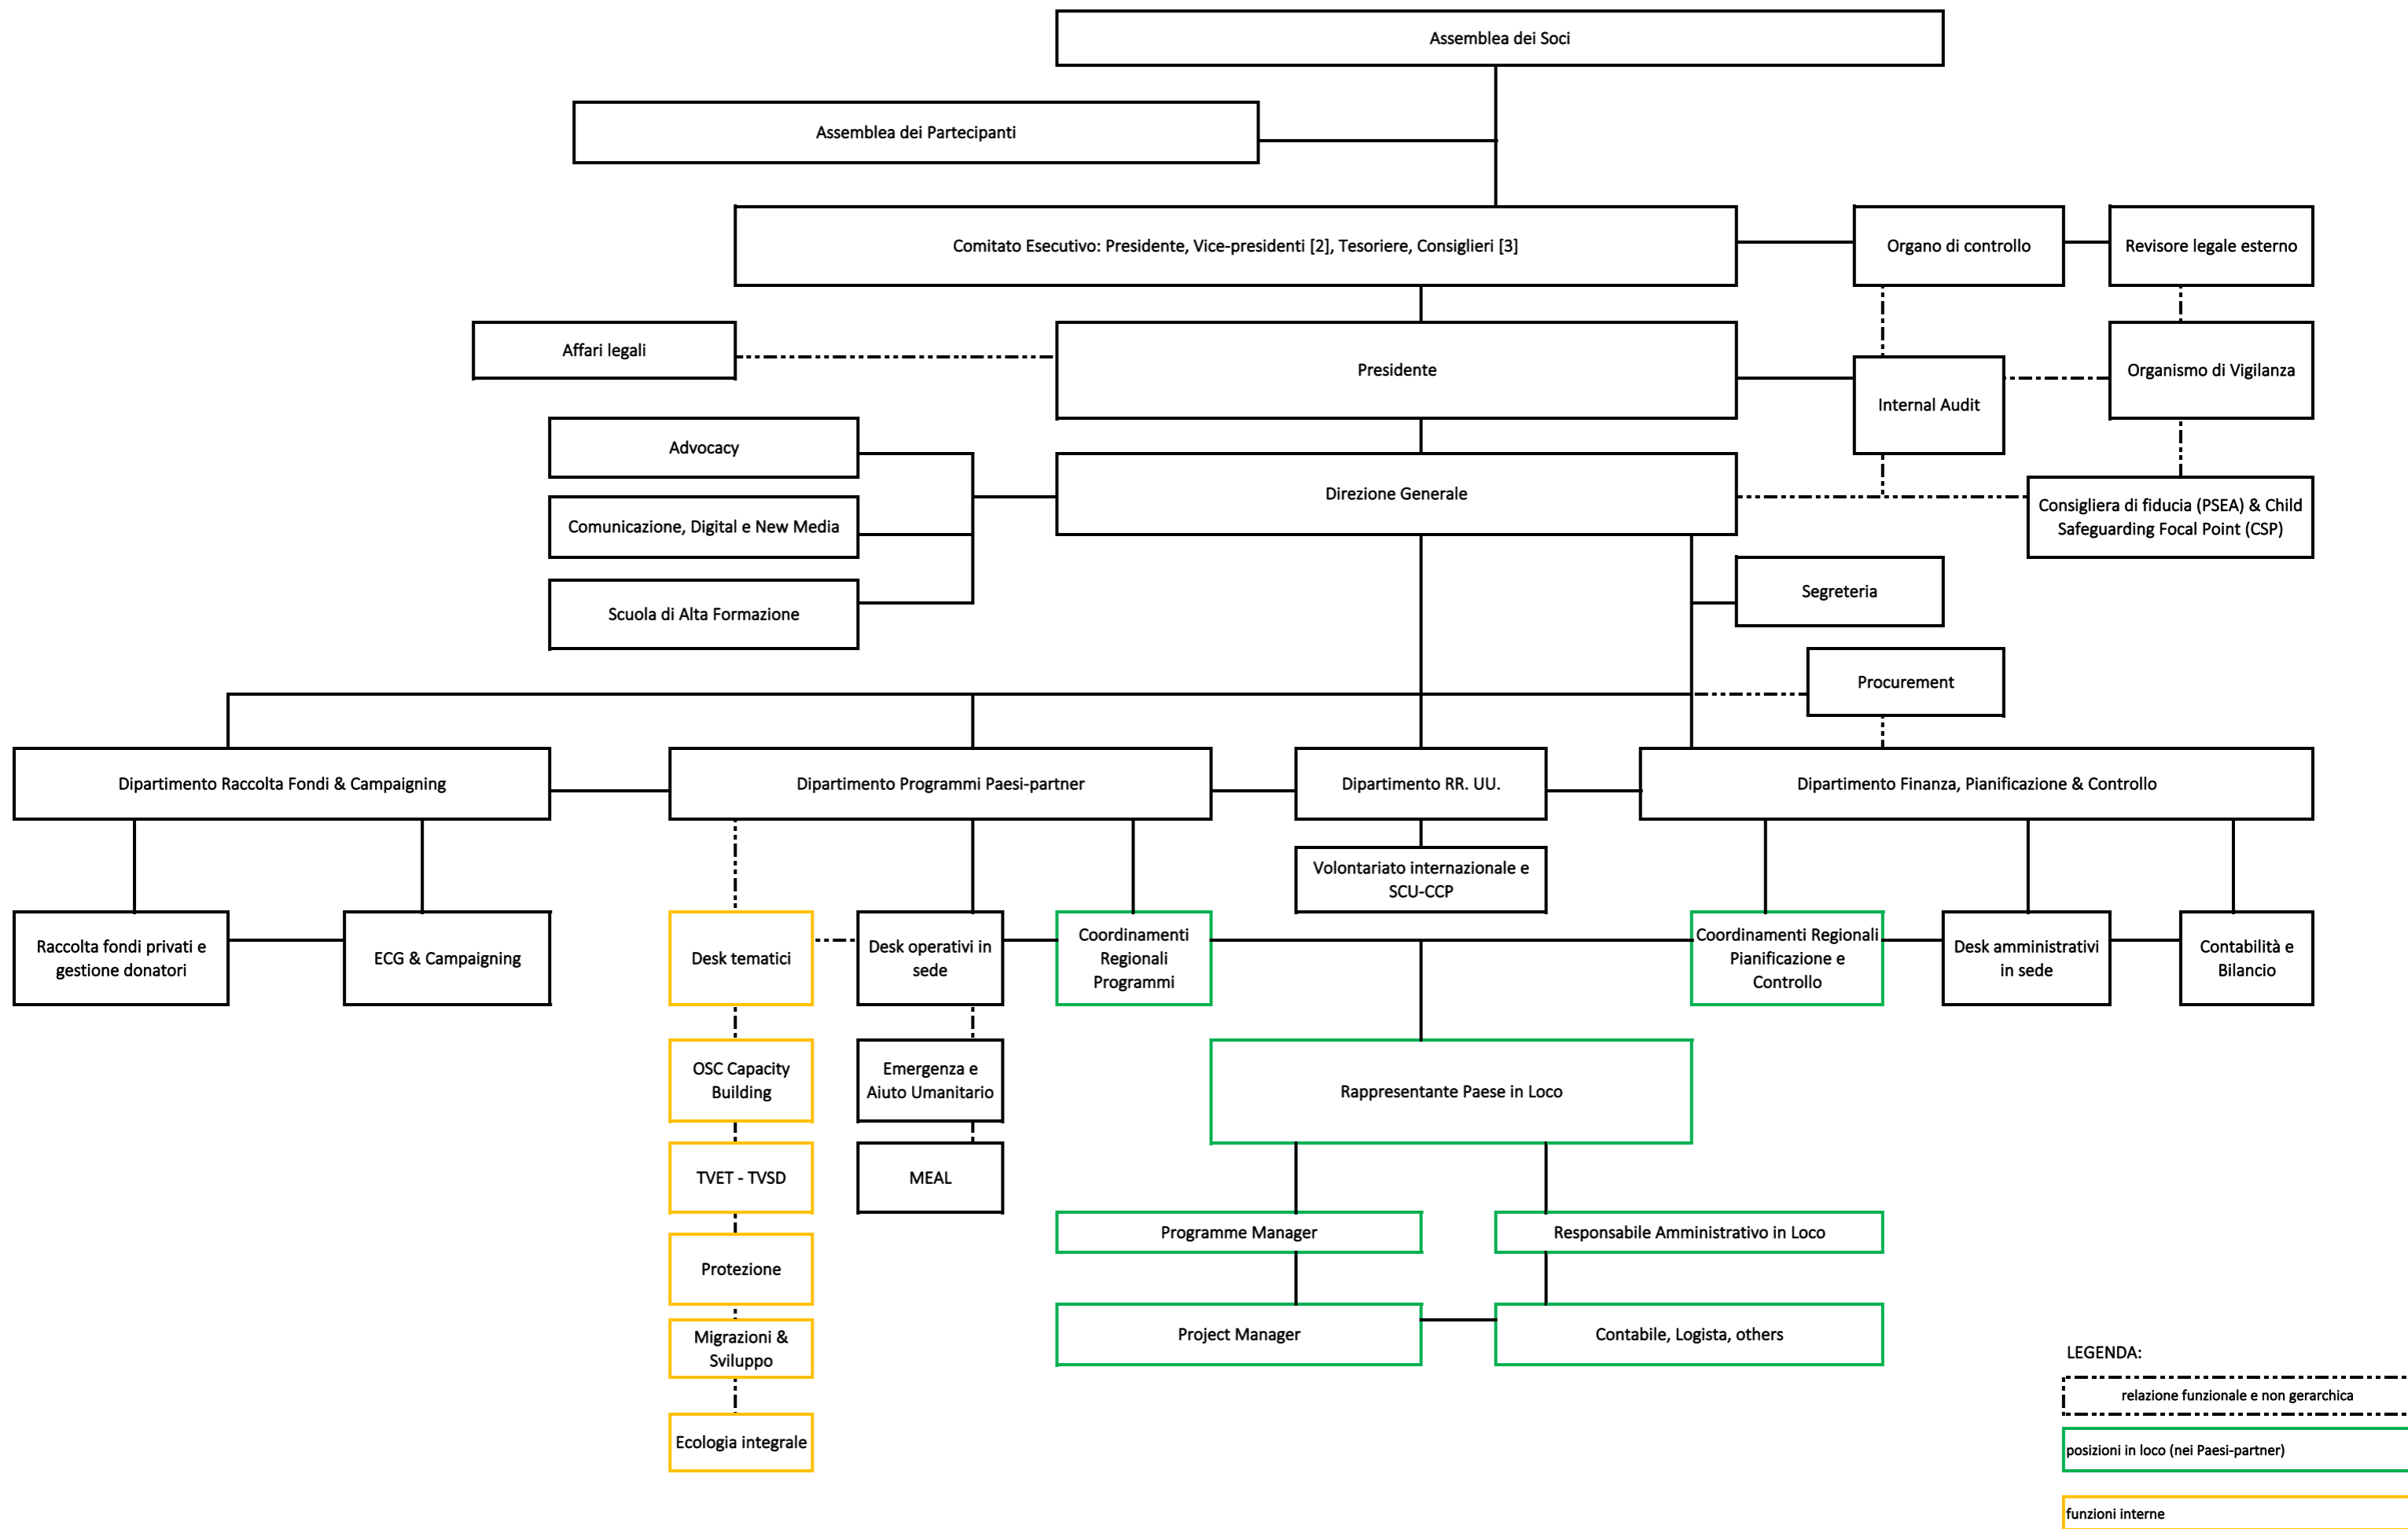 Assemblea dei Soci
Assemblea dei Partecipanti
Comitato Esecutivo: Presidente, Vice-presidenti [2], Tesoriere, Consiglieri [3]
Organo di controllo
Revisore legale esterno
Affari legali
Presidente
Internal Audit
Organismo di Vigilanza
Advocacy
Direzione Generale
Consigliera di fiducia (PSEA) & Child
Safeguarding Focal Point (CSP)
Comunicazione, Digital e New Media
Scuola di Alta Formazione
Segreteria
Procurement
Dipartimento Raccolta Fondi & Campaigning
Dipartimento Programmi Paesi-partner
Dipartimento RR. UU.
Dipartimento Finanza, Pianificazione & Controllo
Volontariato internazionale e
SCU-CCP
Raccolta fondi privati e
gestione donatori
ECG & Campaigning
Desk tematici
Desk operativi in
sede
Coordinamenti
Regionali
Programmi
Coordinamenti Regionali
Pianificazione e
Controllo
Desk amministrativi
in sede
Contabilità e
Bilancio
OSC Capacity
Building
Emergenza e
Aiuto Umanitario
Rappresentante Paese in Loco
TVET - TVSD
MEAL
Programme Manager
Responsabile Amministrativo in Loco
Protezione
Migrazioni &
Sviluppo
Project Manager
Contabile, Logista, others
Ecologia integrale
LEGENDA:
relazione funzionale e non gerarchica
posizioni in loco (nei Paesi-partner)
funzioni interne